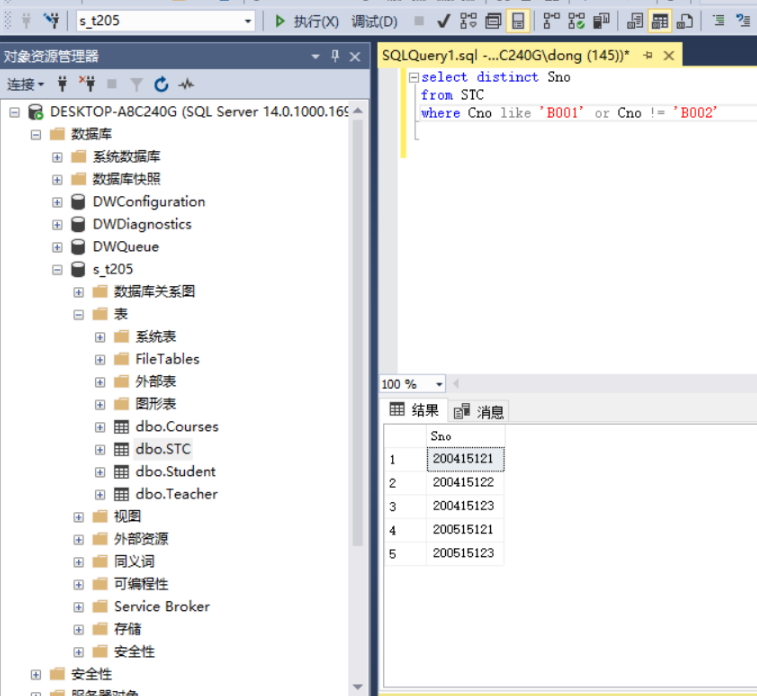 s_t205
执行(X) 调试(D)
对象资源管理器
连接
DESKTOP-A8C240G (SQL Server 14.0.1000.169
数据库
系统数据库
数据库快照
DWConfiguration
DWDiagnostics
DWQueue
s_t205
数据库关系图
表
系统表
FileTables
外部表
图形表
dbo.Courses
dbo.STC
dbo.Student
dbo.Teacher
视图
外部资源
同义词
可编程性
Service Broker
存储
安全性
安全性
服务器对象
SQLQuery1.sql -...C240G\dong (145))*
select distinct Sno
from STC
where Cno like 'B001' or Cno != 'B002'
100 %
结果 消息
Sno
1 200415121
2 200415122
3 200415123
4 200515121
5 200515123